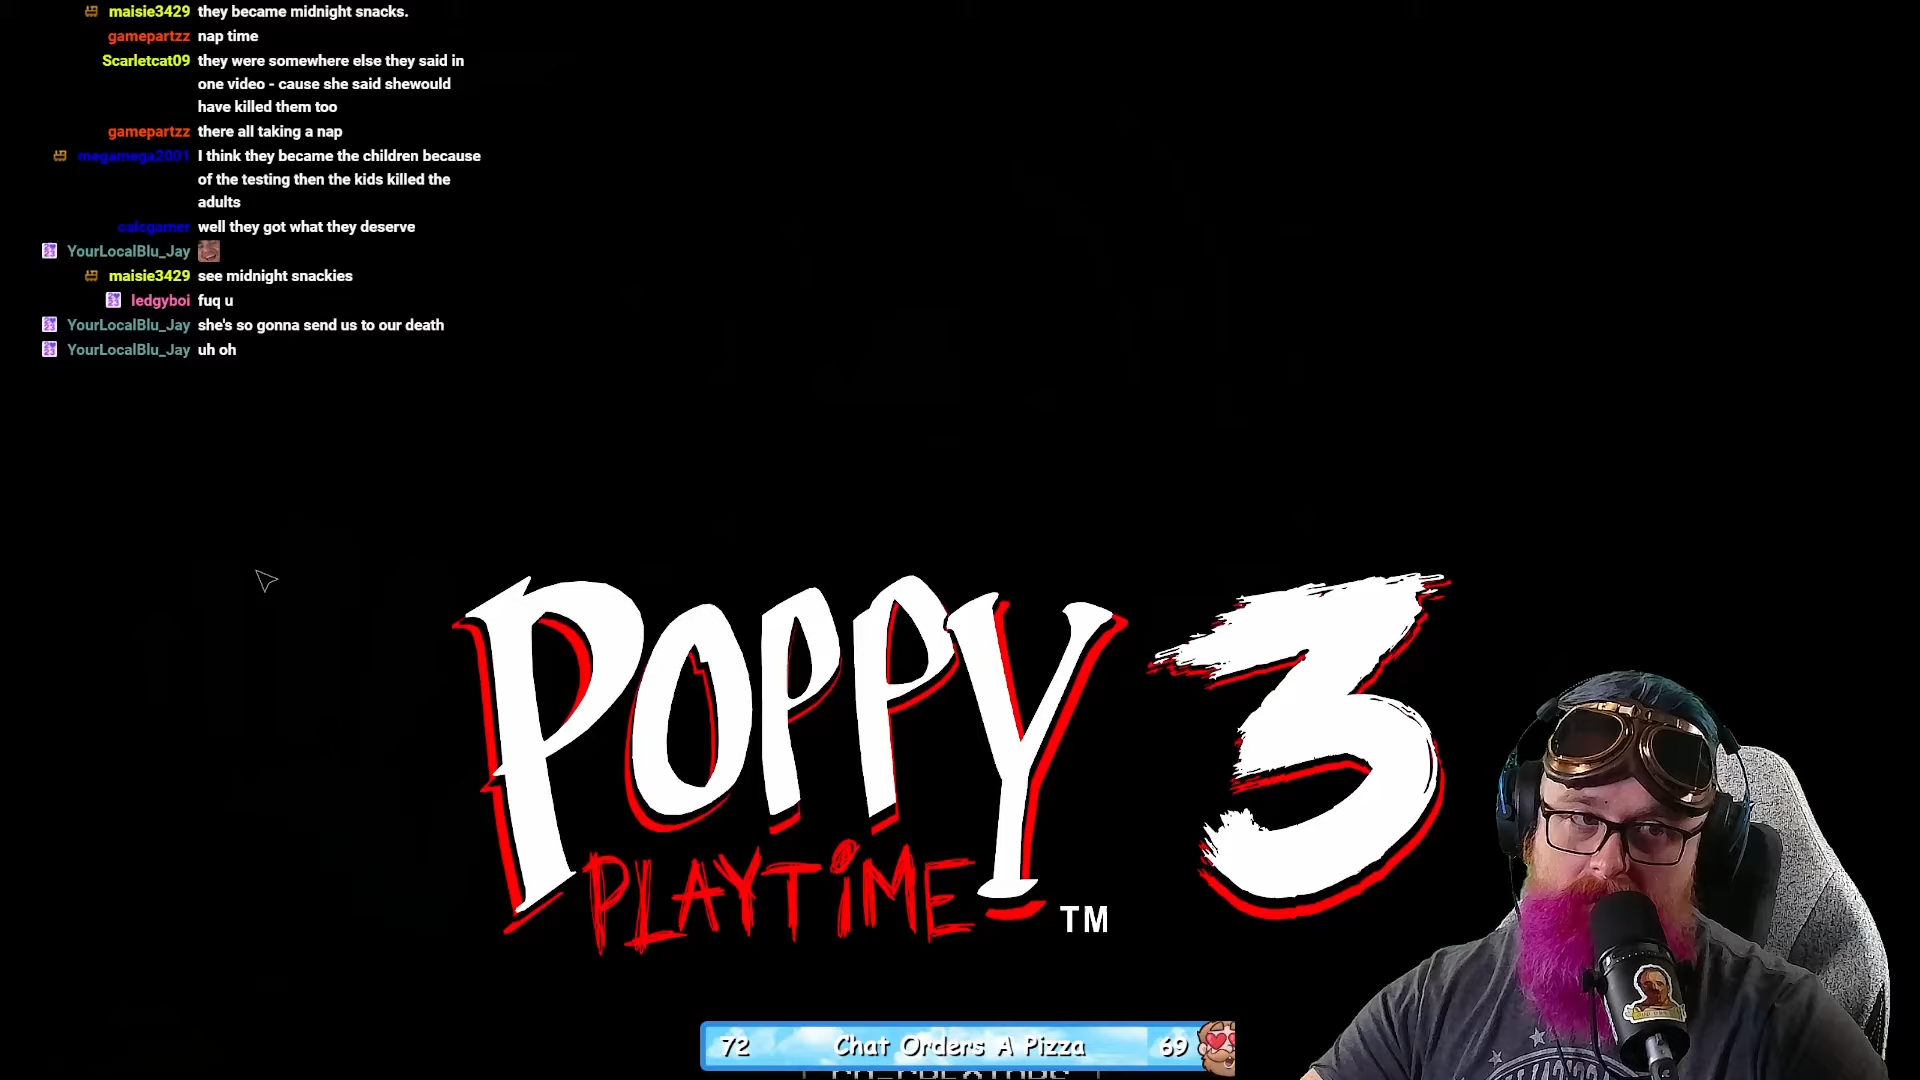 maisie3429 they became midnight snacks.
gamepartzz nap time
Scarletcat09 they were somewhere else they said in
one video - cause she said shewould
have killed them too
gamepartzz there all taking a nap
megamega2001 I think they became the children because
of the testing then the kids killed the
adults
calcgamer well they got what they deserve
YourLocalBlu_Jay
maisie3429 see midnight snackies
ledgyboi fuq u
YourLocalBlu_Jay she's so gonna send us to our death
YourLocalBlu_Jay uh oh
POPPY 3
PLAYTiME TM
72 Chat Orders A Pizza 69
CO-CREATORS